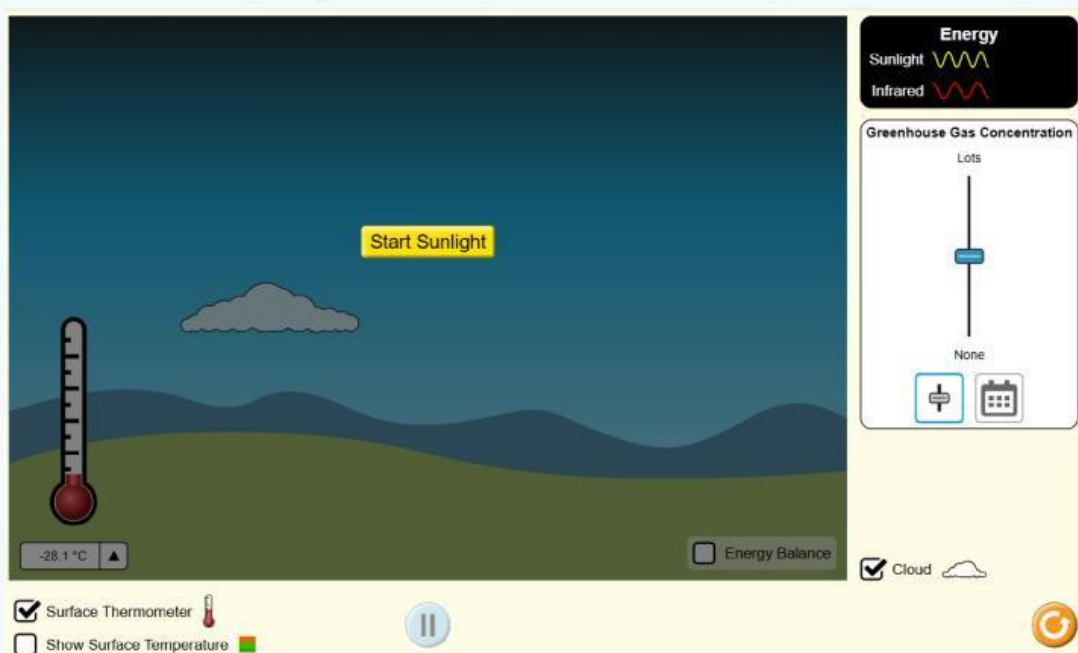 Energy
Sunlight
Infrared
Greenhouse Gas Concentration
Lots
Start Sunlight
None
-28.1 °C
Energy Balance
Cloud
Surface Thermometer
Show Surface Temperature